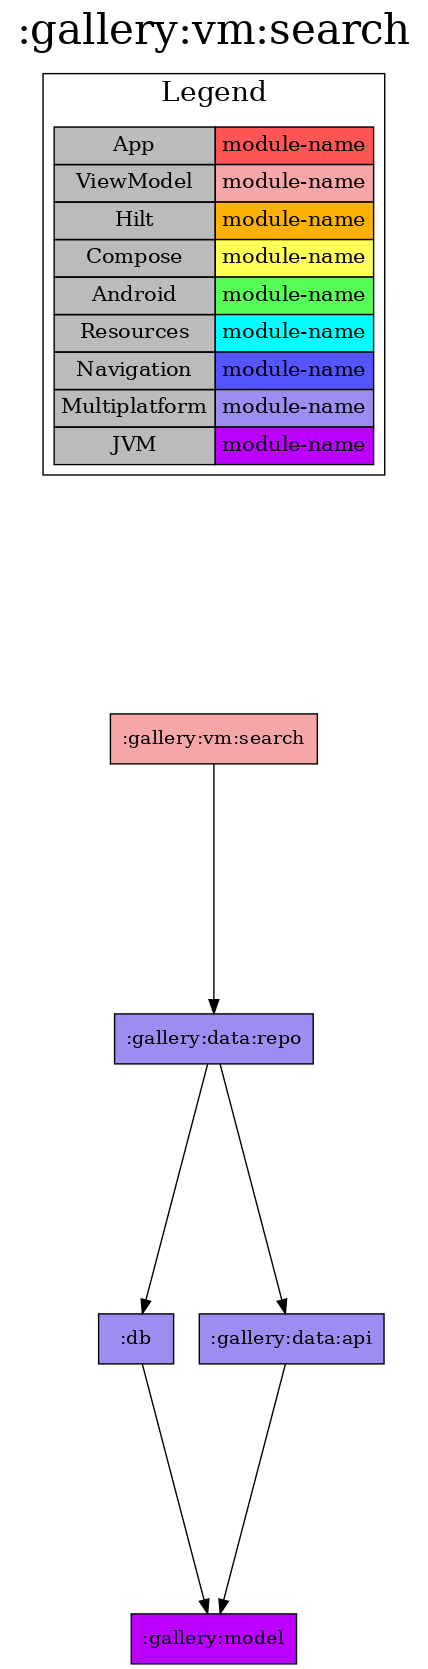 :gallery:vm:search
Legend
App module-name
ViewModel module-name
Hilt module-name
Compose module-name
Android module-name
Resources module-name
Navigation module-name
Multiplatform module-name
JVM module-name
:gallery:vm:search
:gallery:data:repo
:db :gallery:data:api
:gallery:model